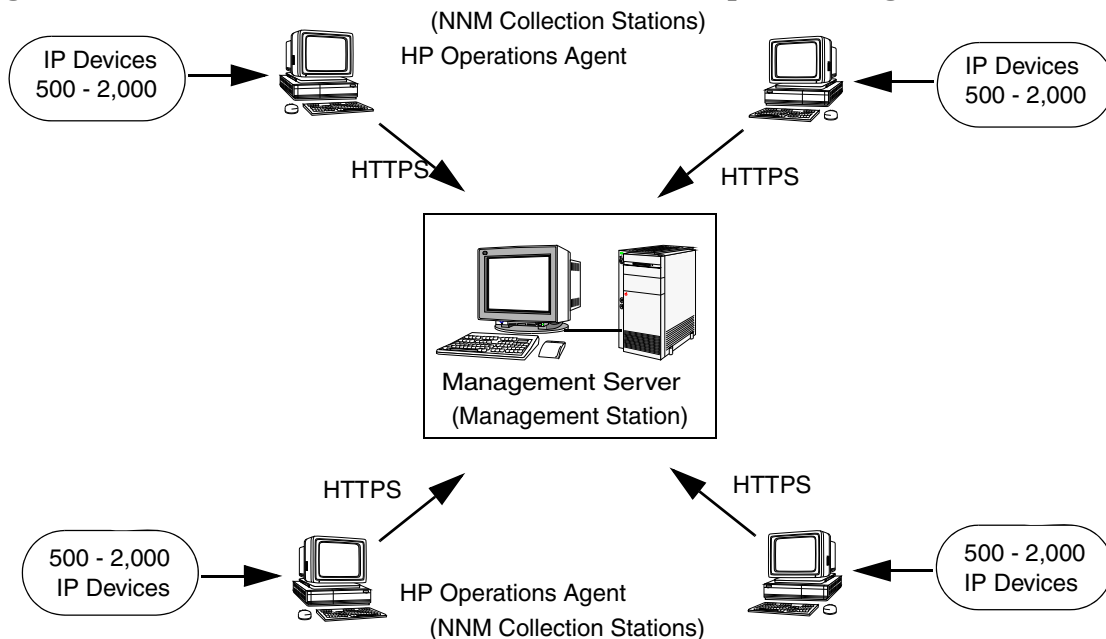 (NNM Collection Stations)
HP Operations Agent
IP Devices
500 - 2,000
IP Devices
500 - 2,000
HTTPS
HTTPS
Management Server
(Management Station)
HTTPS
HTTPS
500 - 2,000
IP Devices
500 - 2,000
IP Devices
HP Operations Agent
(NNM Collection Stations)